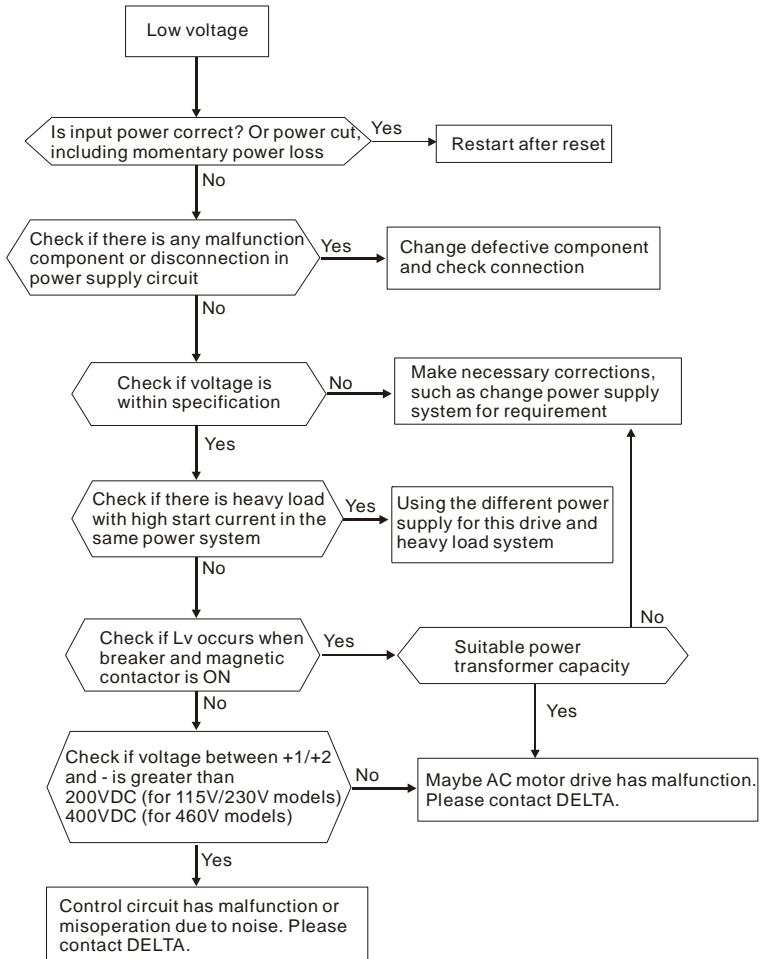 Low voltage
Is input power correct? Or power cut,
including momentary power loss
Yes
Restart after reset
No
Check if there is any malfunction
component or disconnection in
power supply circuit
Yes
Change defective component
and check connection
No
Check if voltage is
within specification
No
Make necessary corrections,
such as change power supply
system for requirement
Yes
Check if there is heavy load
with high start current in the
same power system
Yes
Using the different power
supply for this drive and
heavy load system
No
Check if Lv occurs when
breaker and magnetic
contactor is ON
Yes
Suitable power
transformer capacity
No
No
Yes
Check if voltage between +1/+2
and - is greater than
200VDC (for 115V/230V models)
400VDC (for 460V models)
No
Maybe AC motor drive has malfunction.
Please contact DELTA.
Yes
Control circuit has malfunction or
misoperation due to noise. Please
contact DELTA.